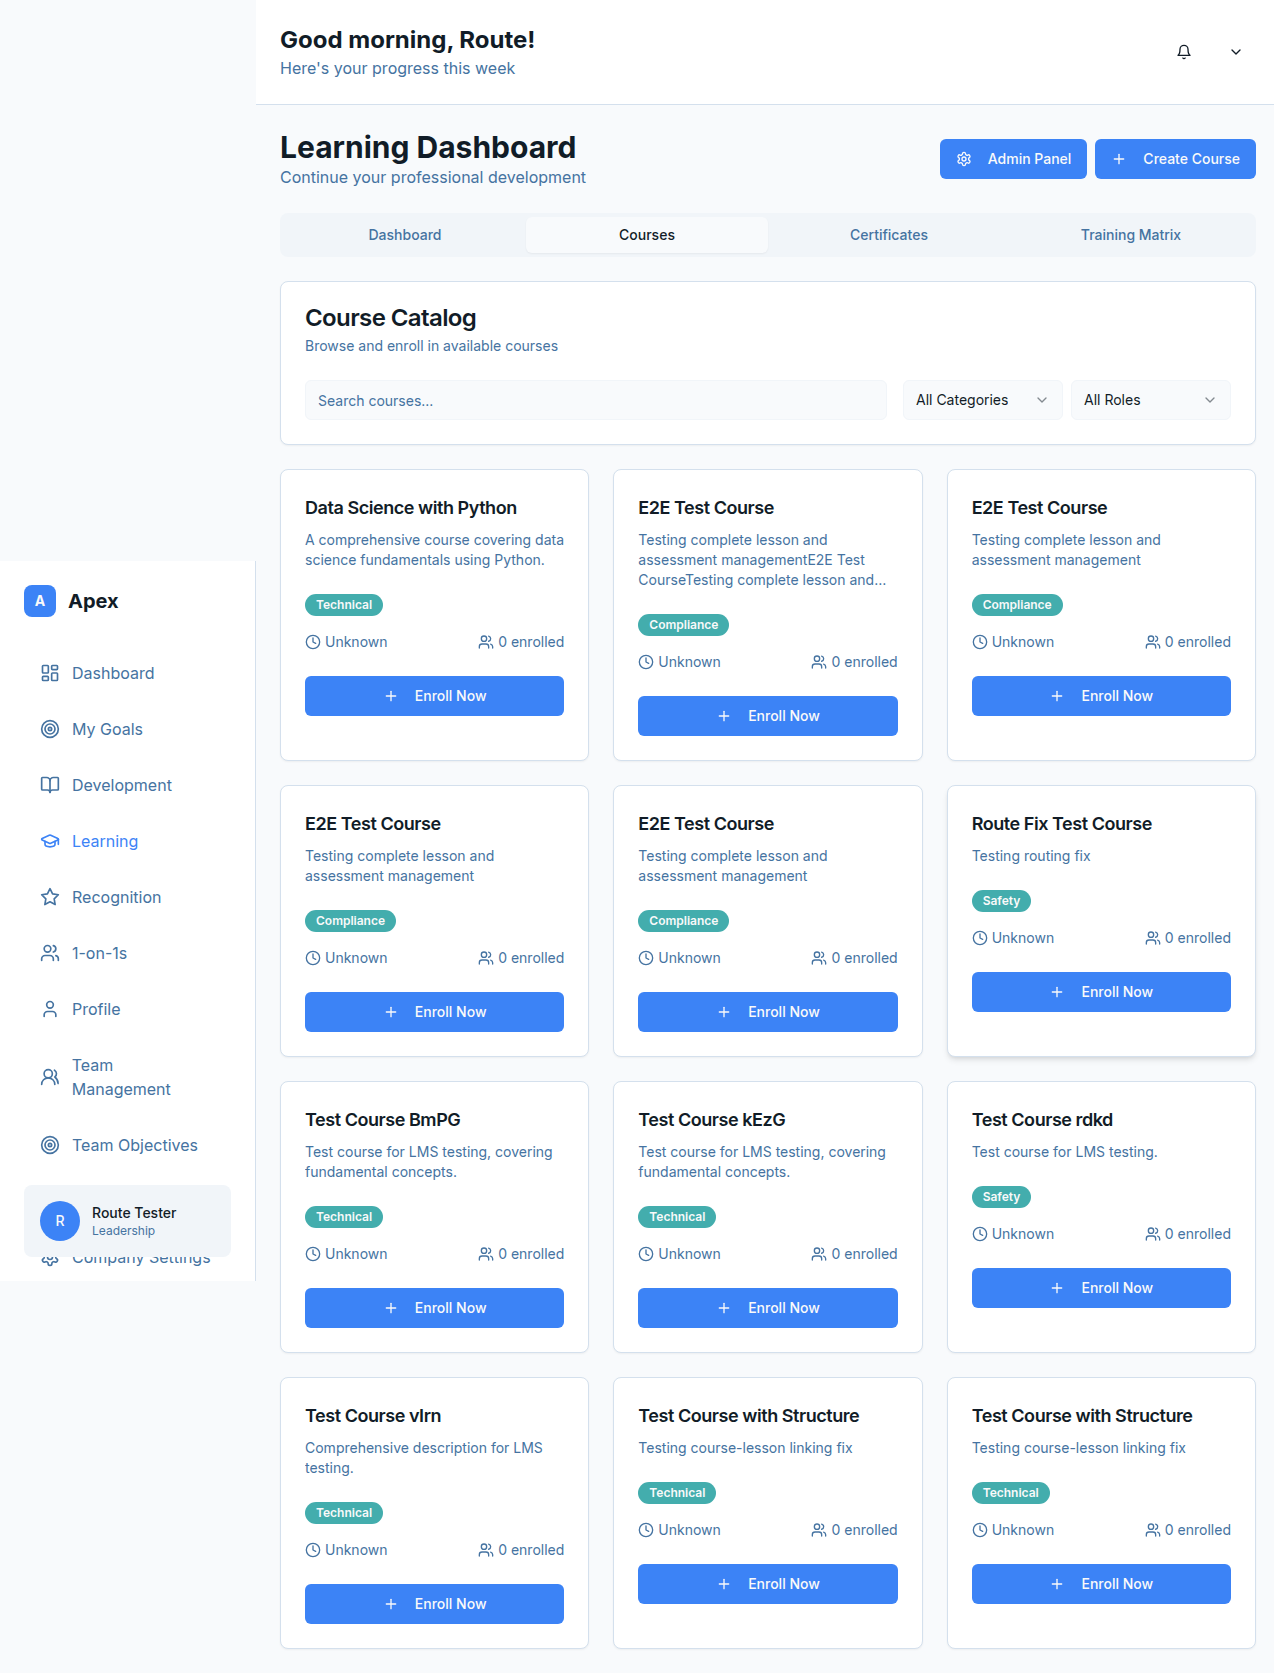 Good morning, Route!
Here's your progress this week
Learning Dashboard
Continue your professional development
Admin Panel
Create Course
Dashboard
Courses
Certificates
Training Matrix
Course Catalog
Browse and enroll in available courses
Search courses...
All Categories
All Roles
Data Science with Python
A comprehensive course covering data
science fundamentals using Python.
Technical
Unknown
0 enrolled
Enroll Now
E2E Test Course
Testing complete lesson and
assessment managementE2E Test
CourseTesting complete lesson and...
Compliance
Unknown
0 enrolled
Enroll Now
E2E Test Course
Testing complete lesson and
assessment management
Compliance
Unknown
0 enrolled
Enroll Now
E2E Test Course
Testing complete lesson and
assessment management
Compliance
Unknown
0 enrolled
Enroll Now
E2E Test Course
Testing complete lesson and
assessment management
Compliance
Unknown
0 enrolled
Enroll Now
Route Fix Test Course
Testing routing fix
Safety
Unknown
0 enrolled
Enroll Now
Test Course BmPG
Test course for LMS testing, covering
fundamental concepts.
Technical
Unknown
0 enrolled
Enroll Now
Test Course kEzG
Test course for LMS testing, covering
fundamental concepts.
Technical
Unknown
0 enrolled
Enroll Now
Test Course rdkd
Test course for LMS testing.
Safety
Unknown
0 enrolled
Enroll Now
Test Course vIrn
Comprehensive description for LMS
testing.
Technical
Unknown
0 enrolled
Enroll Now
Test Course with Structure
Testing course-lesson linking fix
Technical
Unknown
0 enrolled
Enroll Now
Test Course with Structure
Testing course-lesson linking fix
Technical
Unknown
0 enrolled
Enroll Now
A
Apex
Dashboard
My Goals
Development
Learning
Recognition
1-on-1s
Profile
Team
Management
Team Objectives
R
Route Tester
Leadership
Company Settings